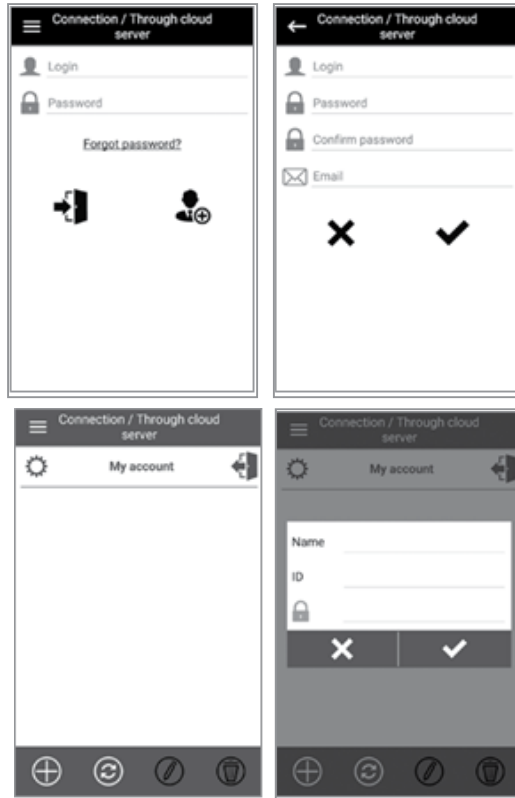 Connection / Through cloud
server
Login
Password
Forgot password?
Connection / Through cloud
server
Login
Password
Confirm password
Email
Connection / Through cloud
server
My account
Connection / Through cloud
server
My account
Name
ID